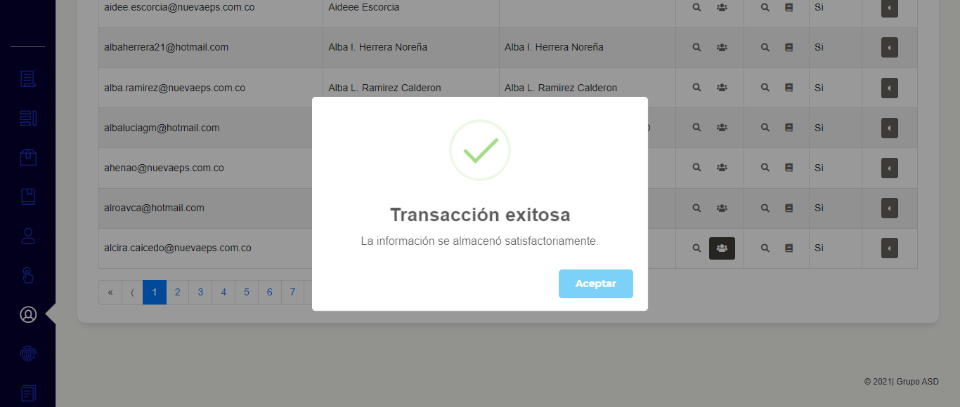 aidee.escorcia@nuevaeps.com.co Aideee Escorcia Si
albaherrera21@hotmail.com Alba I. Herrera Noreña Alba I. Herrera Noreña Si
alba.ramirez@nuevaeps.com.co Alba L. Ramirez Calderon Alba L. Ramirez Calderon Si
albaluciagm@hotmail.com Si
ahenao@nuevaeps.com.co Si
alroavca@hotmail.com Si
alcira.caicedo@nuevaeps.com.co Si
Transacción exitosa
La información se almacenó satisfactoriamente.
Aceptar
« ⟨ 1 2 3 4 5 6 7
© 2021| Grupo ASD